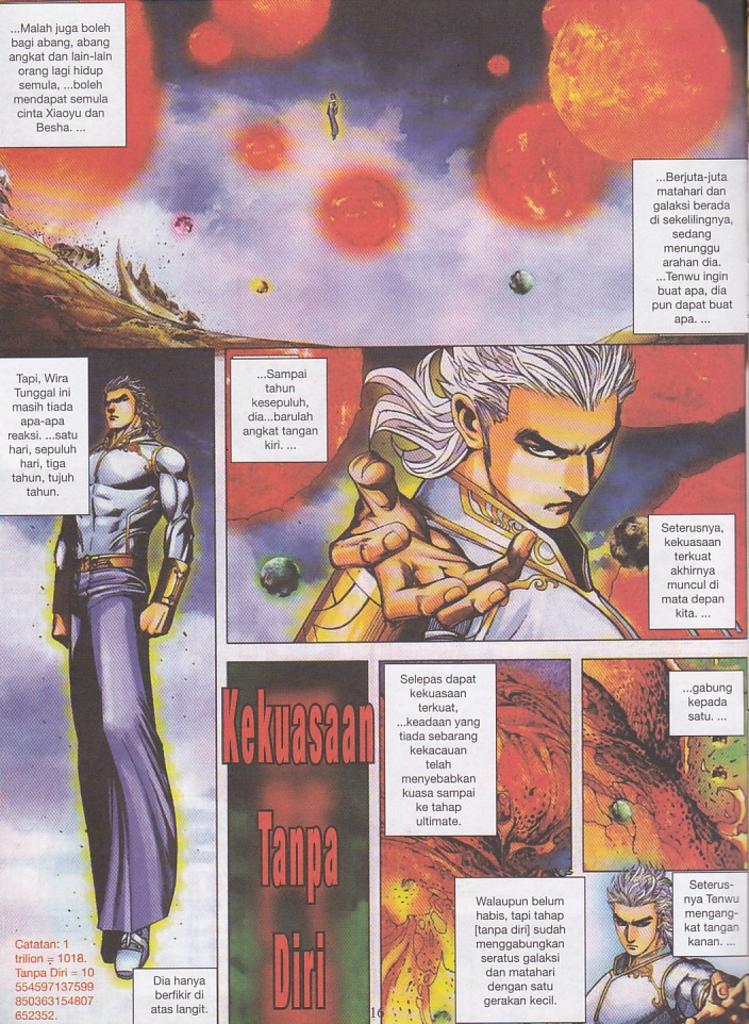 ...Malah juga boleh
bagi abang, abang
angkat dan lain-lain
orang lagi hidup
semula, ...boleh
mendapat semula
cinta Xiaoyu dan
Besha. ...
...Berjuta-juta
matahari dan
galaksi berada
di sekelilingnya,
sedang
menunggu
arahan dia.
...Tenwu ingin
buat apa, dia
pun dapat buat
apa. ...
Tapi, Wira
Tunggal ini
masih tiada
apa-apa
reaksi. ...satu
hari, sepuluh
hari, tiga
tahun, tujuh
tahun.
...Sampai
tahun
kesepuluh,
dia...barulah
angkat tangan
kiri. ...
Seterusnya,
kekuasaan
terkuat
akhirnya
muncul di
mata depan
kita. ...
Catatan: 1
trilion = 1018.
Tanpa Diri = 10
554597137599
850363154807
652352.
Dia hanya
berfikir di
atas langit.
Kekuasaan
Tanpa
Diri
Selepas dapat
kekuasaan
terkuat,
...keadaan yang
tiada sebarang
kekacauan
telah
menyebabkan
kuasa sampai
ke tahap
ultimate.
...gabung
kepada
satu. ...
Walaupun belum
habis, tapi tahap
[tanpa diri] sudah
menggabungkan
seratus galaksi
dan matahari
dengan satu
gerakan kecil.
Seterus-
nya Tenwu
mengang-
kat tangan
kanan. ...
16